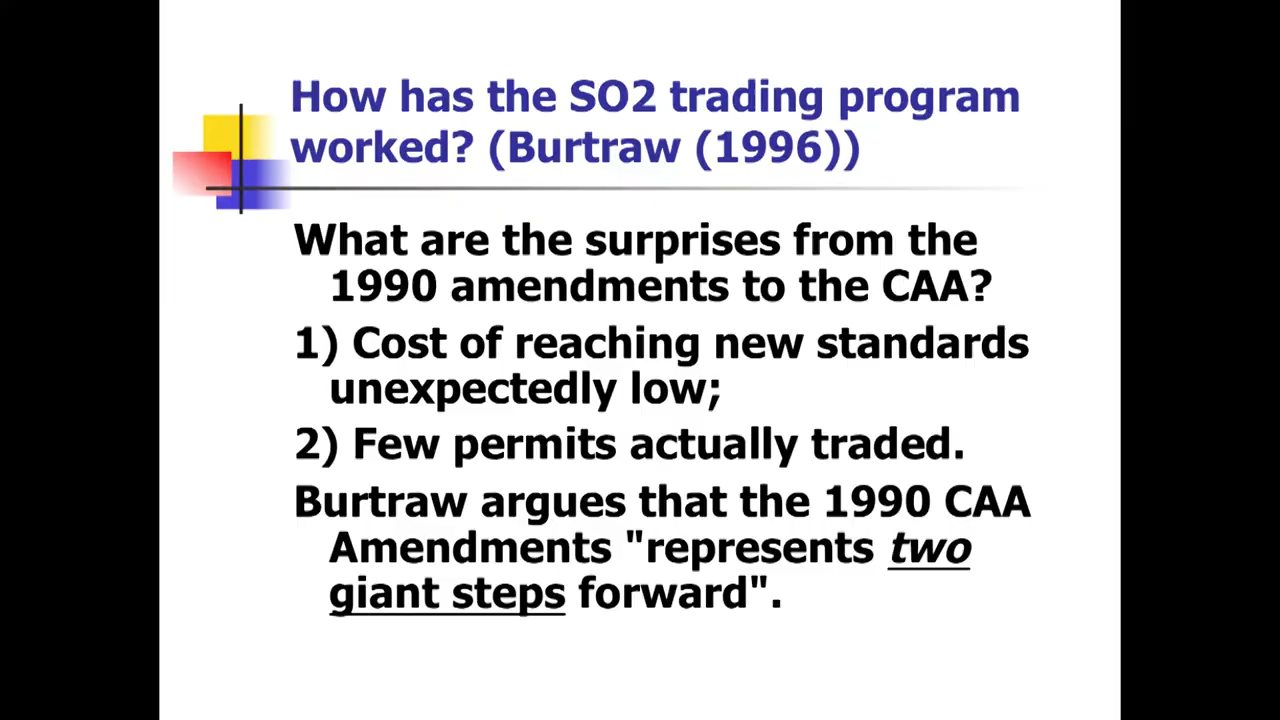 How has the SO2 trading program
worked? (Burtraw (1996))
What are the surprises from the
1990 amendments to the CAA?
1) Cost of reaching new standards
unexpectedly low;
2) Few permits actually traded.
Burtraw argues that the 1990 CAA
Amendments "represents two
giant steps forward".